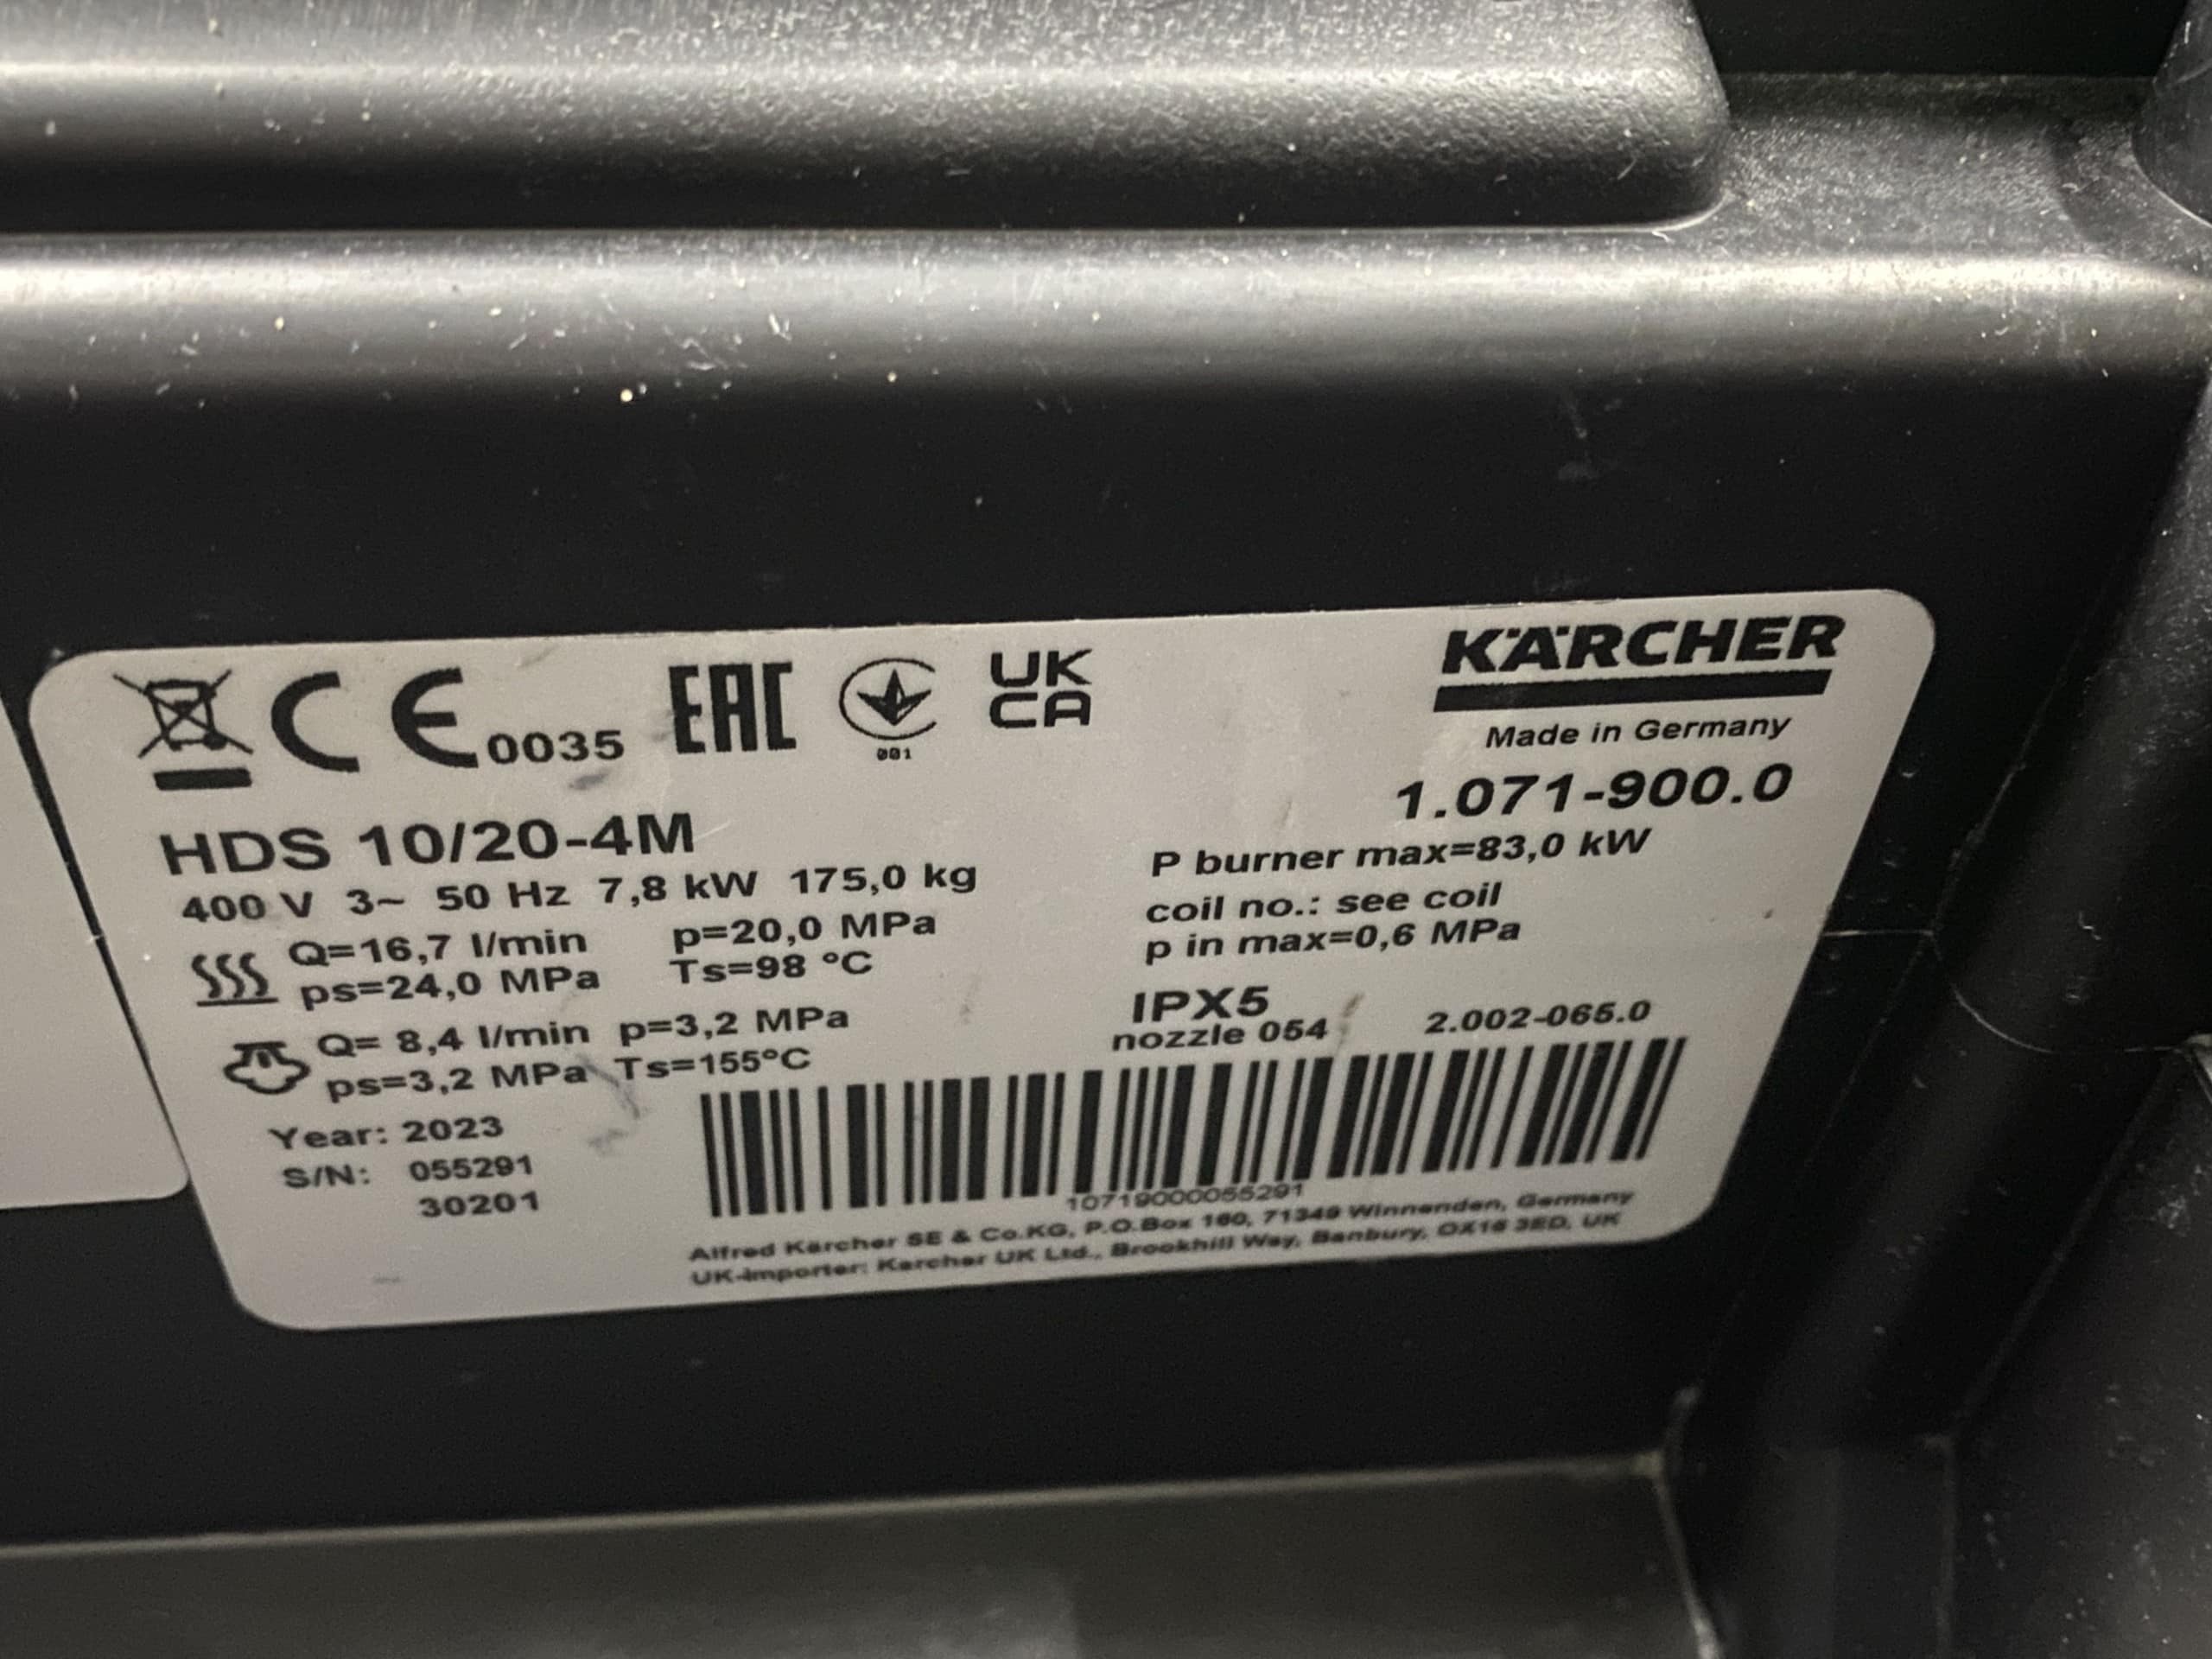 CE 0035 EAC 001 UK CA
KÄRCHER
Made in Germany
1.071-900.0
HDS 10/20-4M
400 V 3~ 50 Hz 7,8 kW 175,0 kg
Q=16,7 l/min p=20,0 MPa
ps=24,0 MPa Ts=98 °C
Q= 8,4 l/min p=3,2 MPa
ps=3,2 MPa Ts=155°C
P burner max=83,0 kW
coil no.: see coil
p in max=0,6 MPa
IPX5
nozzle 054 2.002-065.0
Year: 2023
S/N: 055291
30201
10719000055291
Alfred Kärcher SE & Co.KG, P.O.Box 160, 71349 Winnenden, Germany
UK-Importer: Karcher UK Ltd., Brookhill Way, Banbury, OX16 3ED, UK